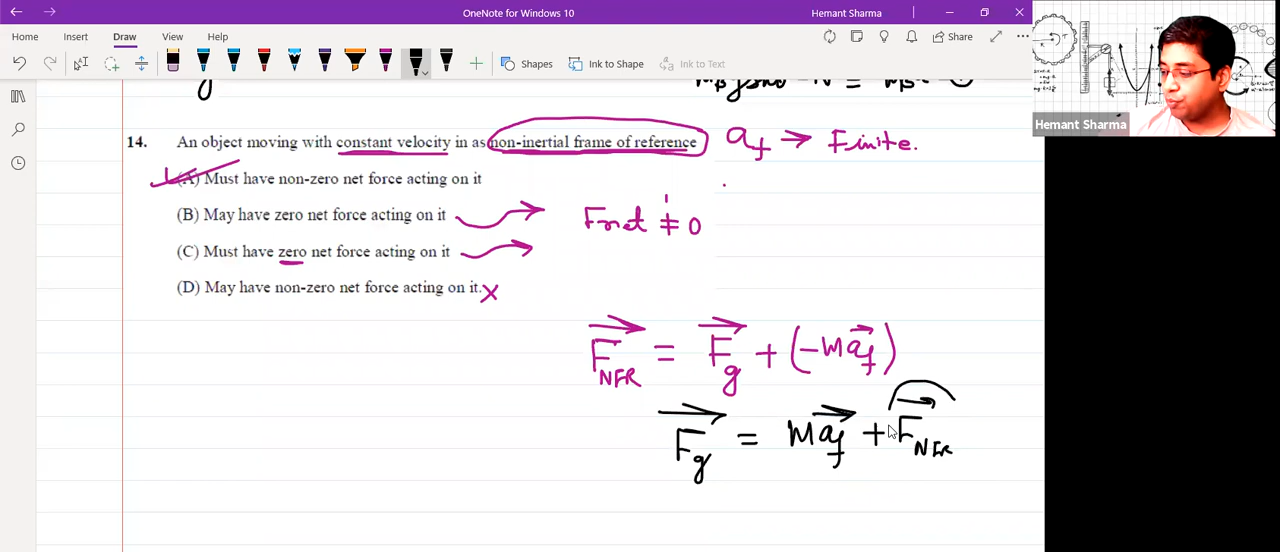 OneNote for Windows 10
Hemant Sharma
Home Insert Draw View Help
Share
Shapes
Ink to Shape
Ink to Text
Hemant Sharma
14. An object moving with constant velocity in as non-inertial frame of reference
af → Finite.
(A) Must have non-zero net force acting on it
(B) May have zero net force acting on it
Fnet ≠ 0
(C) Must have zero net force acting on it
(D) May have non-zero net force acting on it. X
F NFR = Fg + (-Maf)
Fg = Maf + F NFR